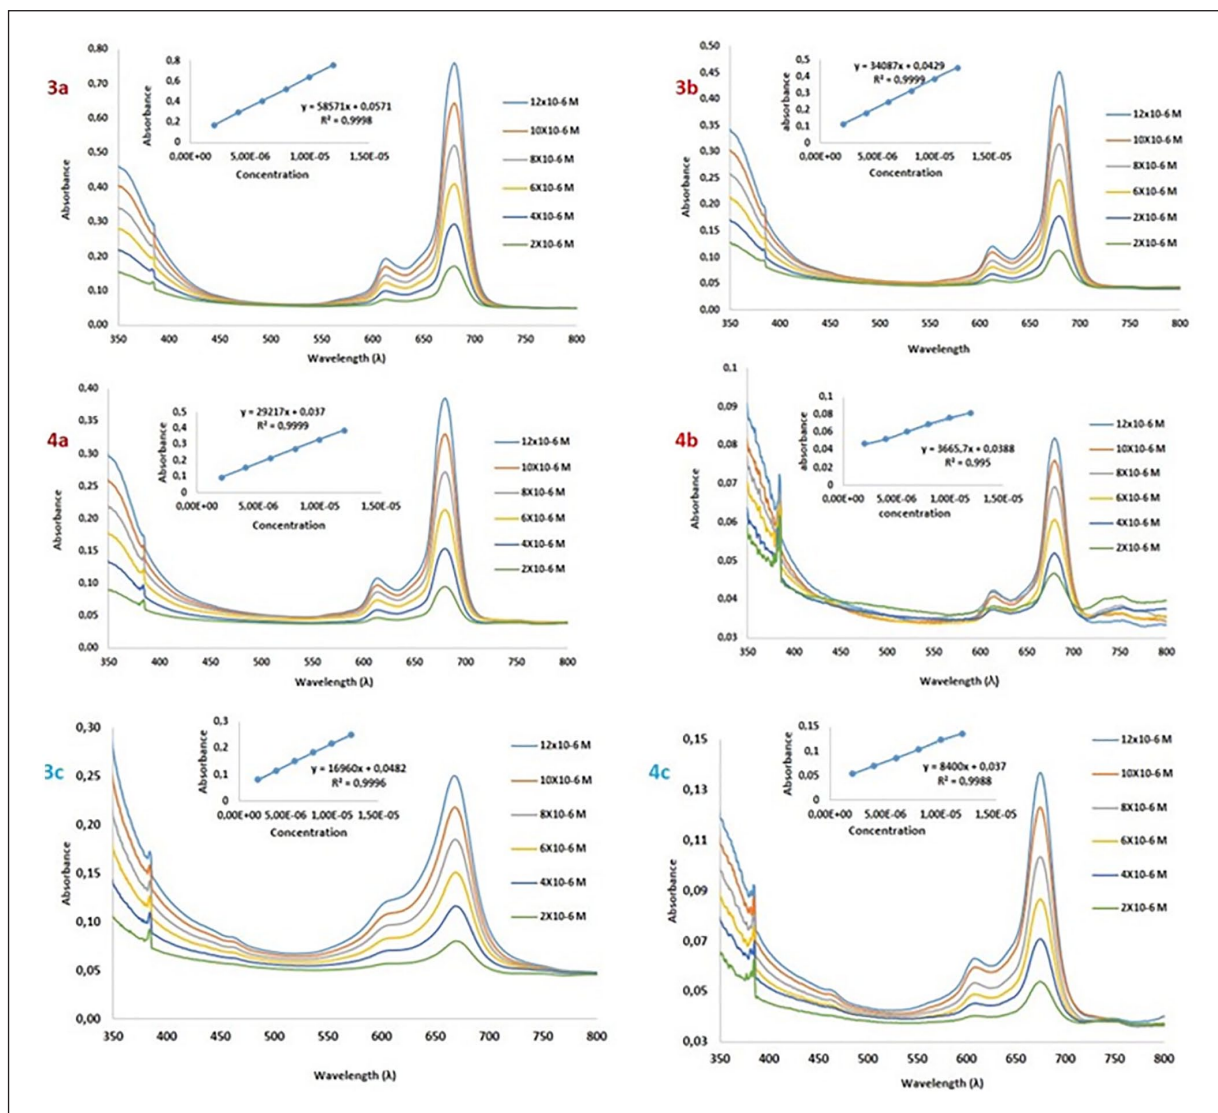 3a
0,80
0,70
0,60
0,50
0,40
0,30
0,20
0,10
0,00
Absorbance
350 400 450 500 550 600 650 700 750 800
Wavelength (λ)
0,8
0,6
0,4
0,2
0
Absorbance
0,00E+00 5,00E-06 1,00E-05 1,50E-05
Concentration
y = 58571x + 0,0571
R² = 0,9998
12x10-6 M
10X10-6 M
8X10-6 M
6X10-6 M
4X10-6 M
2X10-6 M
3b
0,50
0,45
0,40
0,35
0,30
0,25
0,20
0,15
0,10
0,05
0,00
Absorbance
350 400 450 500 550 600 650 700 750 800
Wavelength
0,5
0,4
0,3
0,2
0,1
0
absorbance
0,00E+00 5,00E-06 1,00E-05 1,50E-05
Concentration
y = 34087x + 0,0429
R² = 0,9999
12x10-6 M
10X10-6 M
8X10-6 M
6X10-6 M
2X10-6 M
2X10-6 M
4a
0,40
0,35
0,30
0,25
0,20
0,15
0,10
0,05
0,00
Absorbance
350 400 450 500 550 600 650 700 750 800
Wavelength (λ)
0,5
0,4
0,3
0,2
0,1
0
Absorbance
0,00E+00 5,00E-06 1,00E-05 1,50E-05
Concentration
y = 29217x + 0,037
R² = 0,9999
12x10-6 M
10X10-6 M
8X10-6 M
6X10-6 M
4X10-6 M
2X10-6 M
4b
0,1
0,09
0,08
0,07
0,06
0,05
0,04
0,03
Absorbance
350 400 450 500 550 600 650 700 750 800
Wavelength (λ)
0,1
0,08
0,06
0,04
0,02
0
absorbance
0,00E+00 5,00E-06 1,00E-05 1,50E-05
concentration
y = 3665,7x + 0,0388
R² = 0,995
12x10-6 M
10X10-6 M
8X10-6 M
6X10-6 M
4X10-6 M
2X10-6 M
3c
0,30
0,25
0,20
0,15
0,10
0,05
0,00
Absorbance
350 400 450 500 550 600 650 700 750 800
Wavelength (λ)
0,3
0,2
0,1
0
Absorbance
0,00E+00 5,00E-06 1,00E-05 1,50E-05
Concentration
y = 16960x + 0,0482
R² = 0,9996
12x10-6 M
10X10-6 M
8X10-6 M
6X10-6 M
4X10-6 M
2X10-6 M
4c
0,15
0,13
0,11
0,09
0,07
0,05
0,03
Absorbance
350 400 450 500 550 600 650 700 750 800
Wavelength (λ)
0,15
0,1
0,05
0
Absorbance
0,00E+00 5,00E-06 1,00E-05 1,50E-05
Concentration
y = 8400x + 0,037
R² = 0,9988
12x10-6 M
10X10-6 M
8X10-6 M
6X10-6 M
4X10-6 M
2X10-6 M